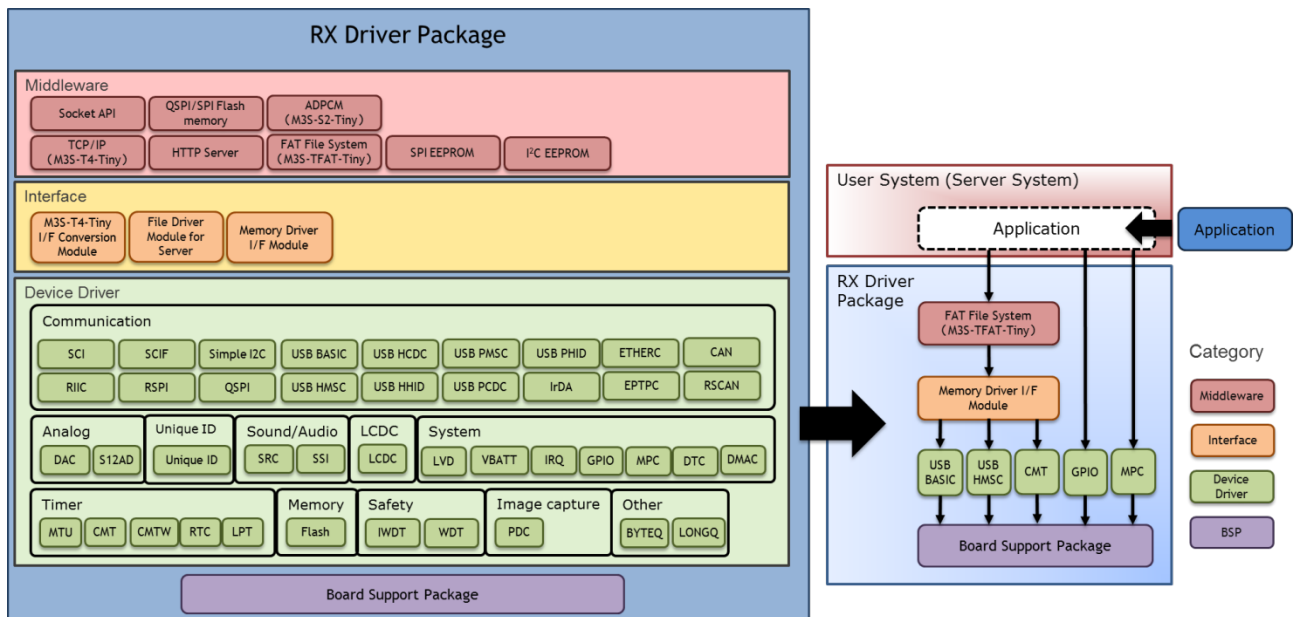 RX Driver Package
Middleware
Socket API
QSPI/SPI Flash
memory
ADPCM
(M3S-S2-Tiny)
TCP/IP
(M3S-T4-Tiny)
HTTP Server
FAT File System
(M3S-TFAT-Tiny)
SPI EEPROM
I²C EEPROM
Interface
M3S-T4-Tiny
I/F Conversion
Module
File Driver
Module for
Server
Memory Driver
I/F Module
Device Driver
Communication
SCI
SCIF
Simple I2C
USB BASIC
USB HCDC
USB PMSC
USB PHID
ETHERC
CAN
RIIC
RSPI
QSPI
USB HMSC
USB HHID
USB PCDC
IrDA
EPTPC
RSCAN
Analog
DAC
S12AD
Unique ID
Unique ID
Sound/Audio
SRC
SSI
LCDC
LCDC
System
LVD
VBATT
IRQ
GPIO
MPC
DTC
DMAC
Timer
MTU
CMT
CMTW
RTC
LPT
Memory
Flash
Safety
IWDT
WDT
Image capture
PDC
Other
BYTEQ
LONGQ
Board Support Package
User System (Server System)
Application
Application
RX Driver
Package
FAT File System
(M3S-TFAT-Tiny)
Memory Driver I/F
Module
USB
BASIC
USB
HMSC
CMT
GPIO
MPC
Board Support Package
Category
Middleware
Interface
Device
Driver
BSP